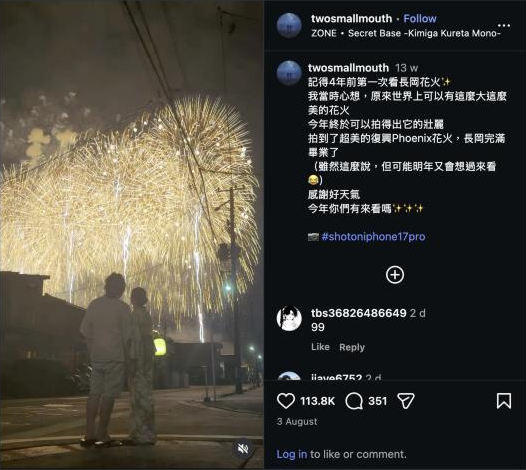 twosmallmouth • Follow
ZONE • Secret Base -Kimiga Kureta Mono-
twosmallmouth 13 w
記得4年前第一次看長岡花火✨
我當時心想，原來世界上可以有這麼大這麼
美的花火
今年終於可以拍得出它的壯麗
拍到了超美的復興Phoenix花火，長岡完滿
畢業了
（雖然這麼說，但可能明年又會想過來看
😂）
感謝好天氣
今年你們有來看嗎✨✨✨
📷 #shotoniphone17pro
tbs36826486649 2 d
99
Like Reply
jiaye6752 2 d
113.8K 351
3 August
Log in to like or comment.